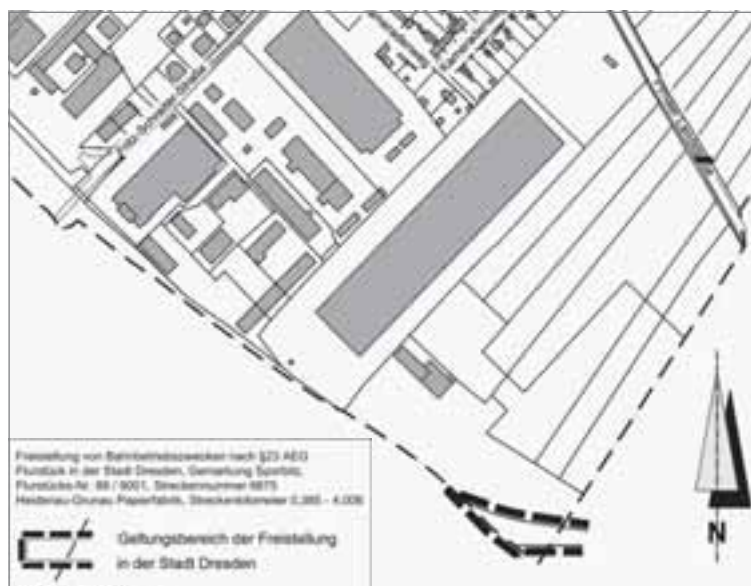 Freistellung von Bahnbetriebszwecken nach §23 AEG
Flurstück in der Stadt Dresden, Gemarkung Sporbitz,
Flurstücks-Nr. 88 / 9001, Streckennummer 6875
Heidenau-Grunau Papierfabrik, Streckenkilometer 0,385 - 4,006
Geltungsbereich der Freistellung
in der Stadt Dresden
N